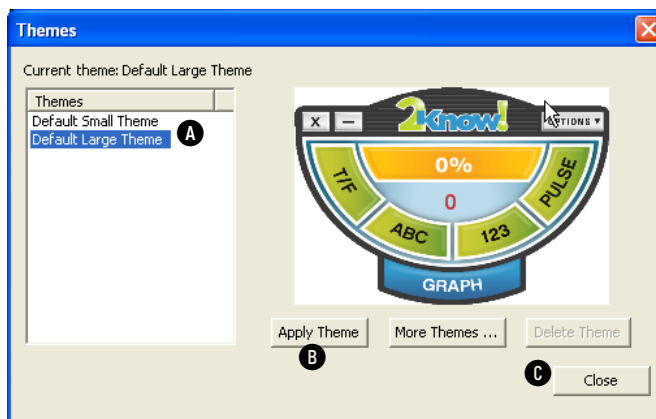 Themes
Current theme: Default Large Theme
Themes
Default Small Theme
Default Large Theme
A
X
2Know!
OPTIONS
0%
0
T/F
ABC
123
PULSE
GRAPH
Apply Theme
More Themes ...
Delete Theme
B
C
Close